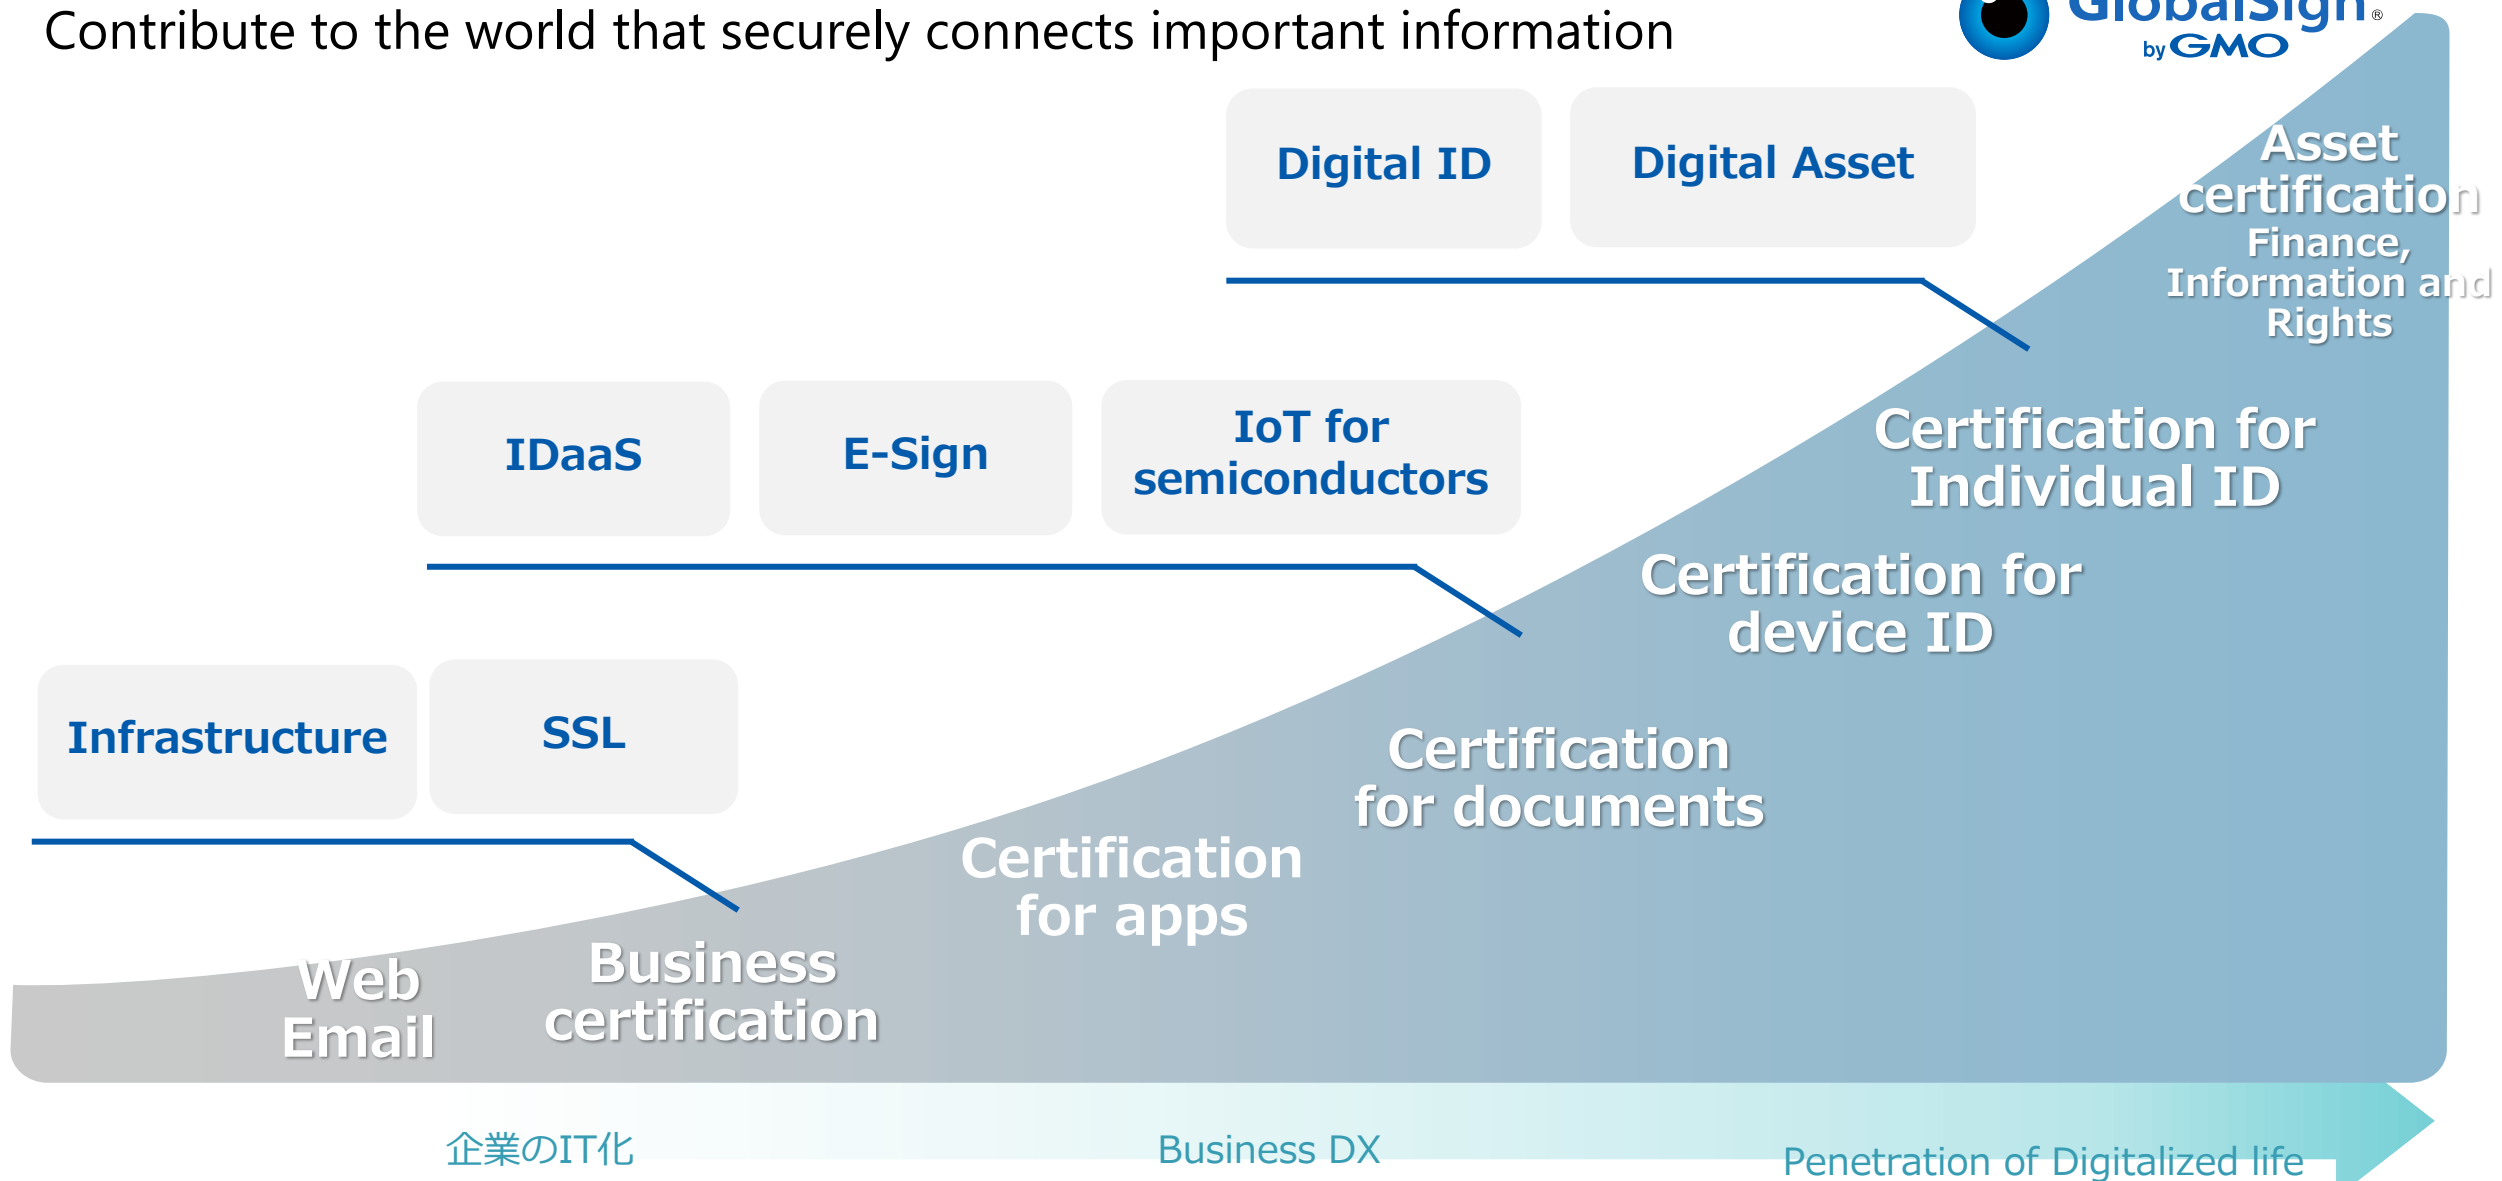 Contribute to the world that securely connects important information
GlobalSign®
by GMO
Digital ID
Digital Asset
Asset
certification
Finance,
Information and
Rights
IDaaS
E-Sign
IoT for
semiconductors
Certification for
Individual ID
Certification for
device ID
Infrastructure
SSL
Certification
for documents
Certification
for apps
Business
certification
Web
Email
企業のIT化
Business DX
Penetration of Digitalized life